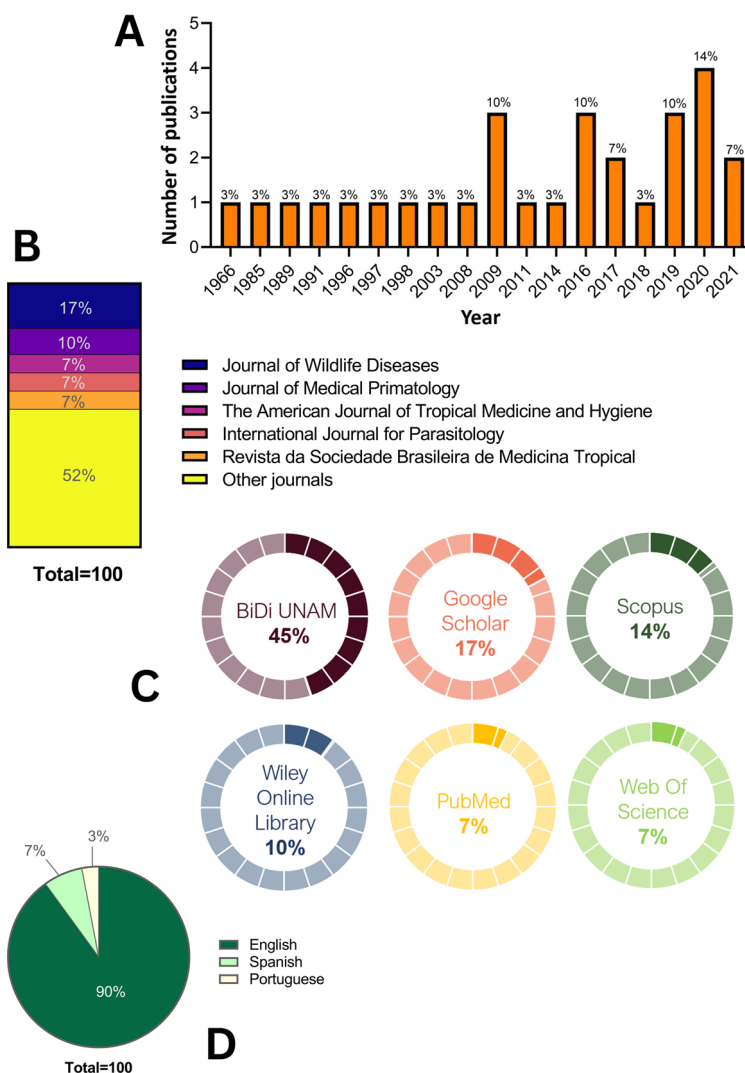 A
Number of publications
5
4
3
2
1
0
3%
3%
3%
3%
3%
3%
3%
3%
3%
10%
3%
3%
10%
7%
3%
10%
14%
7%
1966
1985
1989
1991
1996
1997
1998
2003
2008
2009
2011
2014
2016
2017
2018
2019
2020
2021
Year
B
17%
10%
7%
7%
7%
52%
Total=100
Journal of Wildlife Diseases
Journal of Medical Primatology
The American Journal of Tropical Medicine and Hygiene
International Journal for Parasitology
Revista da Sociedade Brasileira de Medicina Tropical
Other journals
C
BiDi UNAM
45%
Google
Scholar
17%
Scopus
14%
Wiley
Online
Library
10%
PubMed
7%
Web Of
Science
7%
7%
3%
90%
Total=100
English
Spanish
Portuguese
D